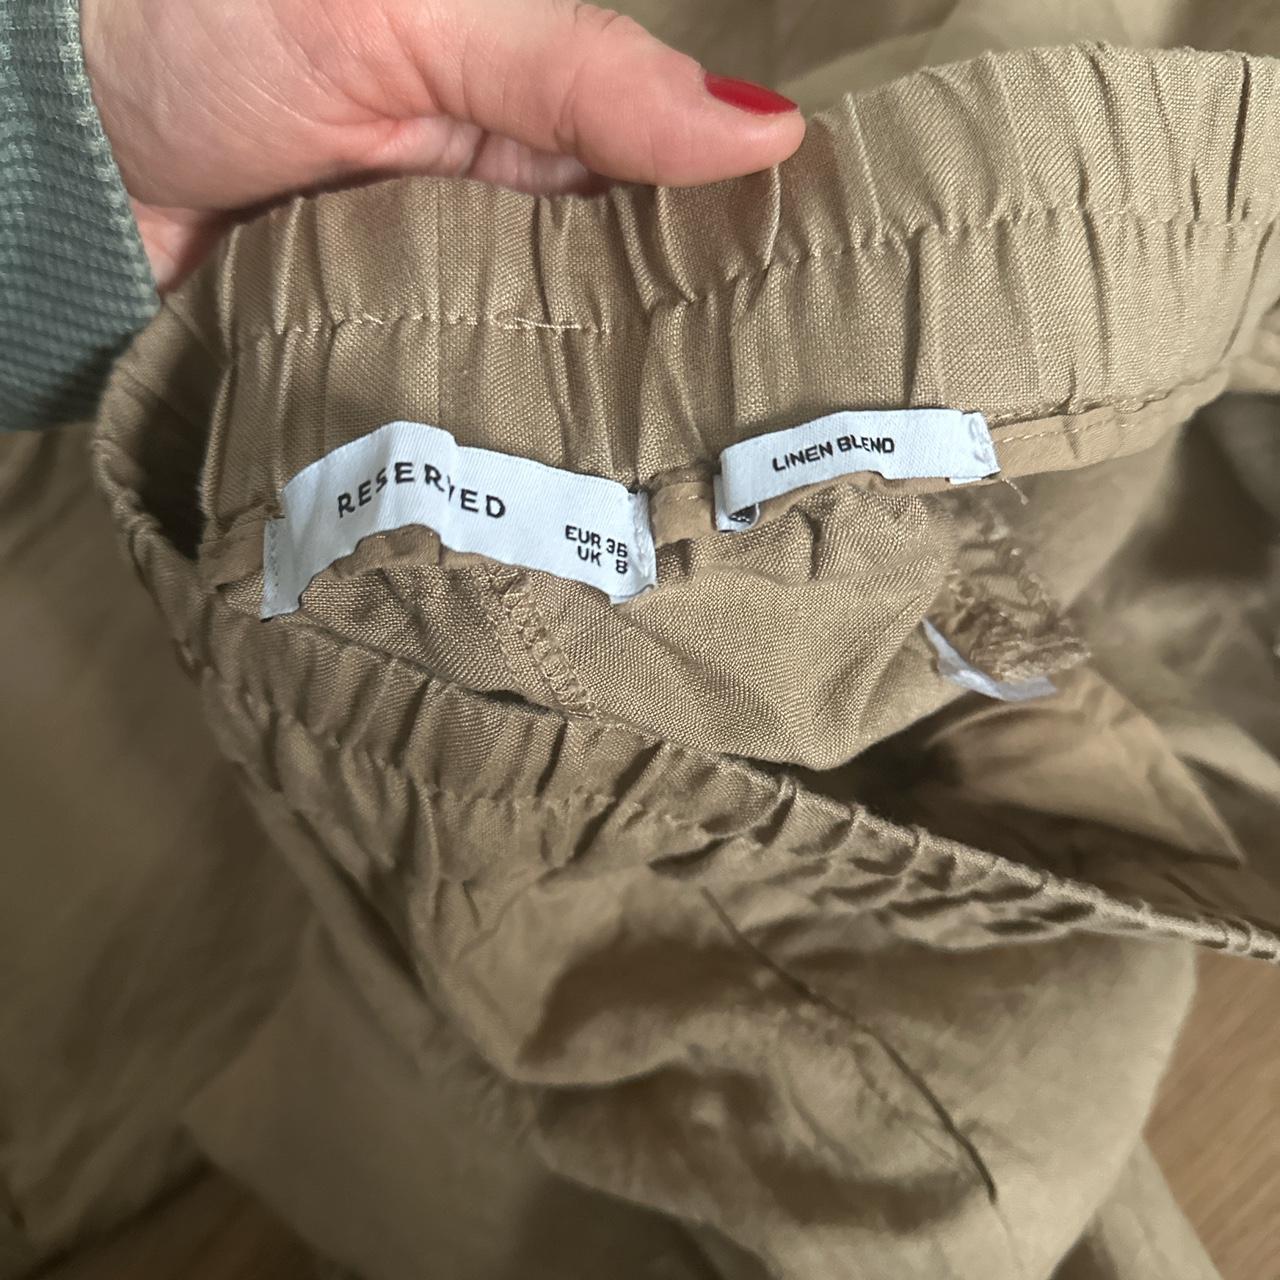 RESERVED
EUR 36
UK 8
LINEN BLEND